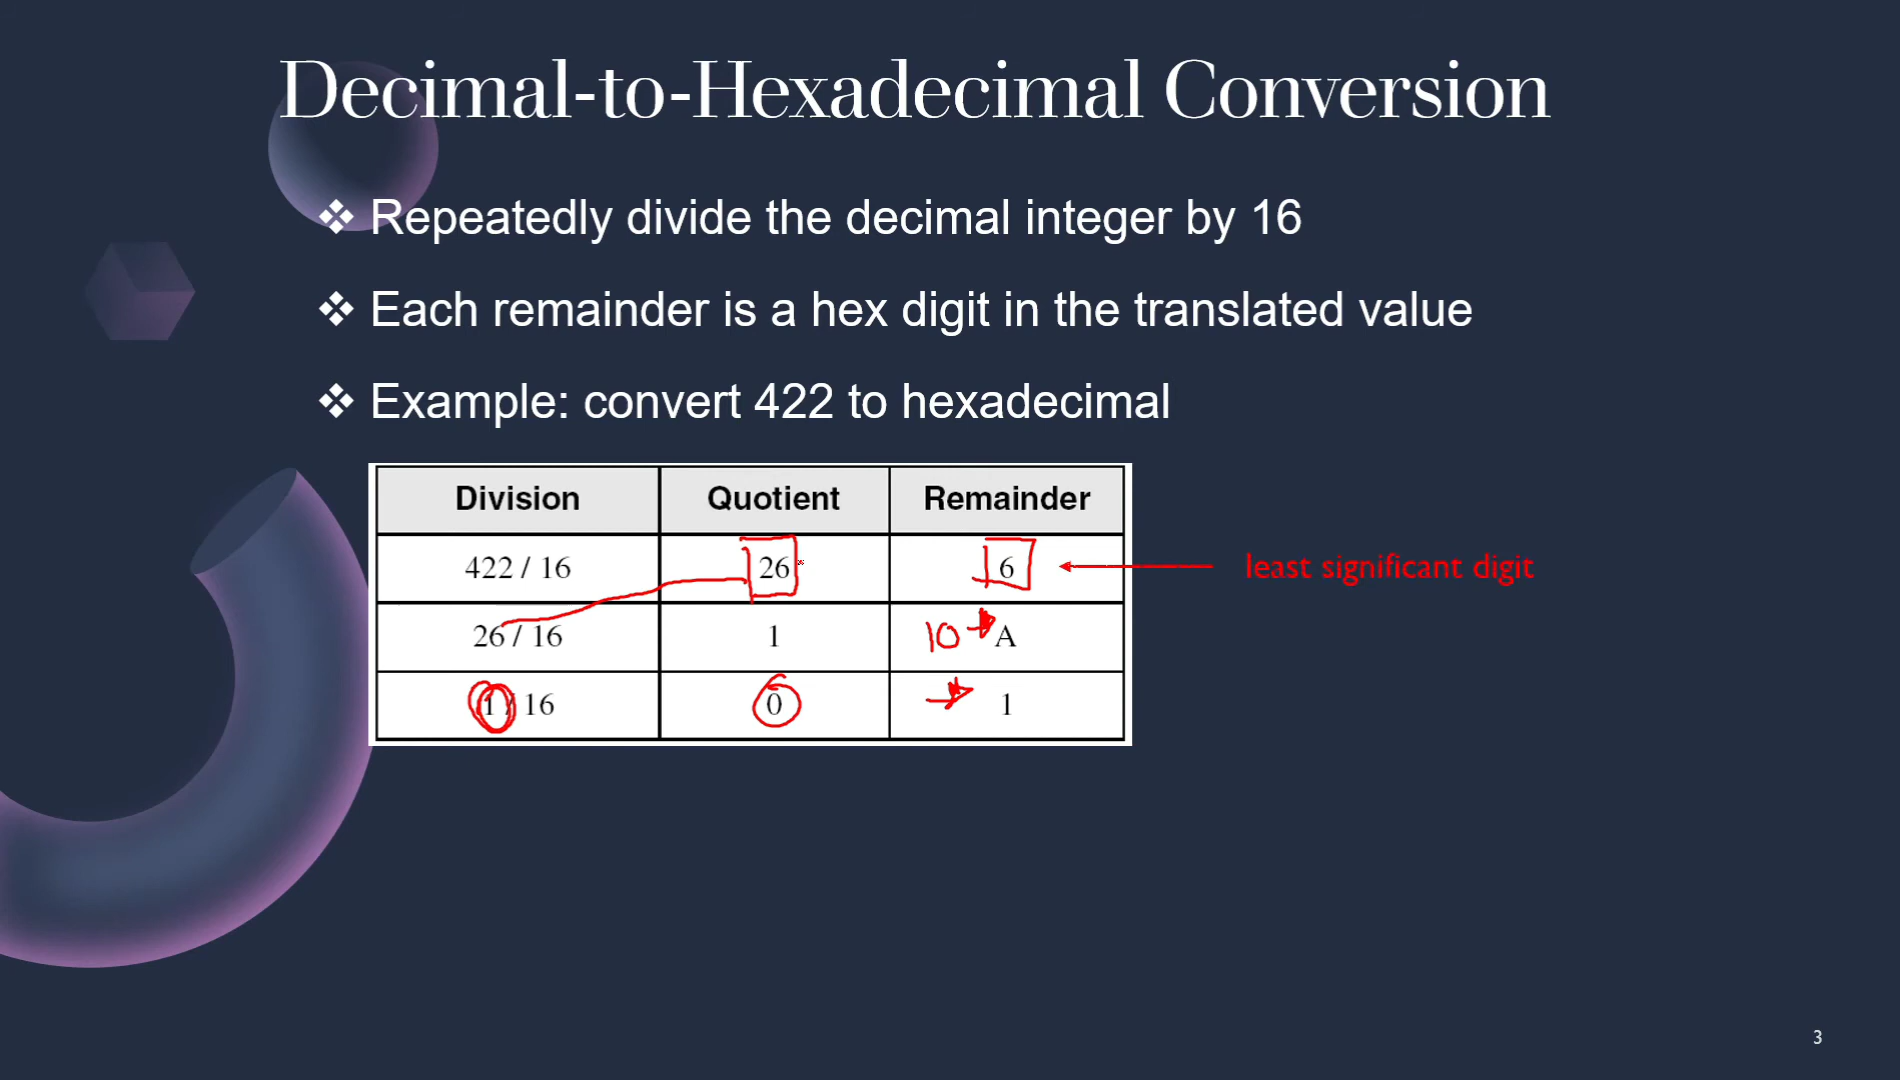 Decimal-to-Hexadecimal Conversion
❖ Repeatedly divide the decimal integer by 16
❖ Each remainder is a hex digit in the translated value
❖ Example: convert 422 to hexadecimal
Division Quotient Remainder
422 / 16 26 6 least significant digit
26 / 16 1 10 → A
1 / 16 0 → 1
3